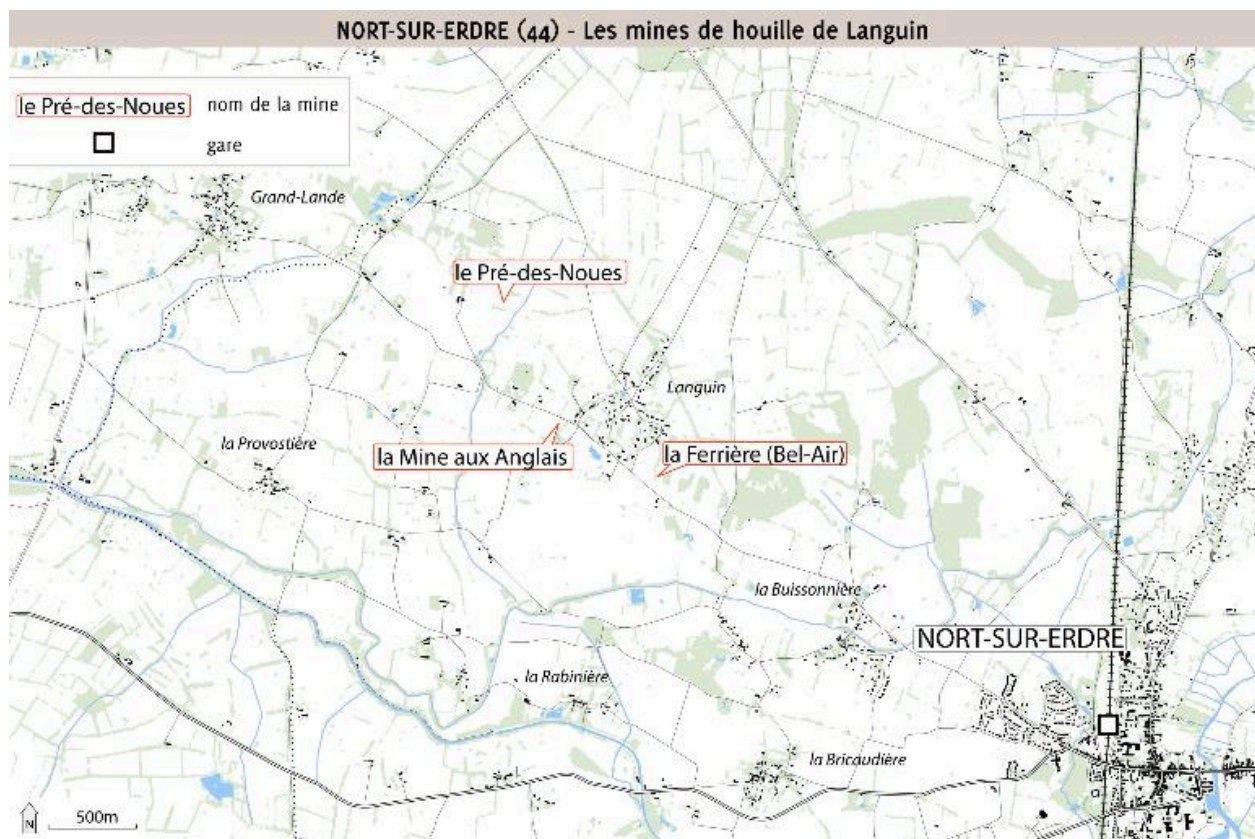 NORT-SUR-ERDRE (44) - Les mines de houille de Languin
le Pré-des-Noues nom de la mine
gare
Grand-Lande
le Pré-des-Noues
Languin
la Provostière
la Mine aux Anglais
la Ferrière (Bel-Air)
la Buissonnière
NORT-SUR-ERDRE
la Rabinière
la Bricaudière
N
500m